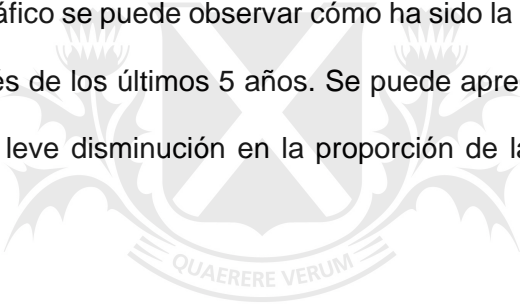 áfico se puede observar cómo ha sido la
és de los últimos 5 años. Se puede apre
leve disminución en la proporción de la
QUAERERE VERUM